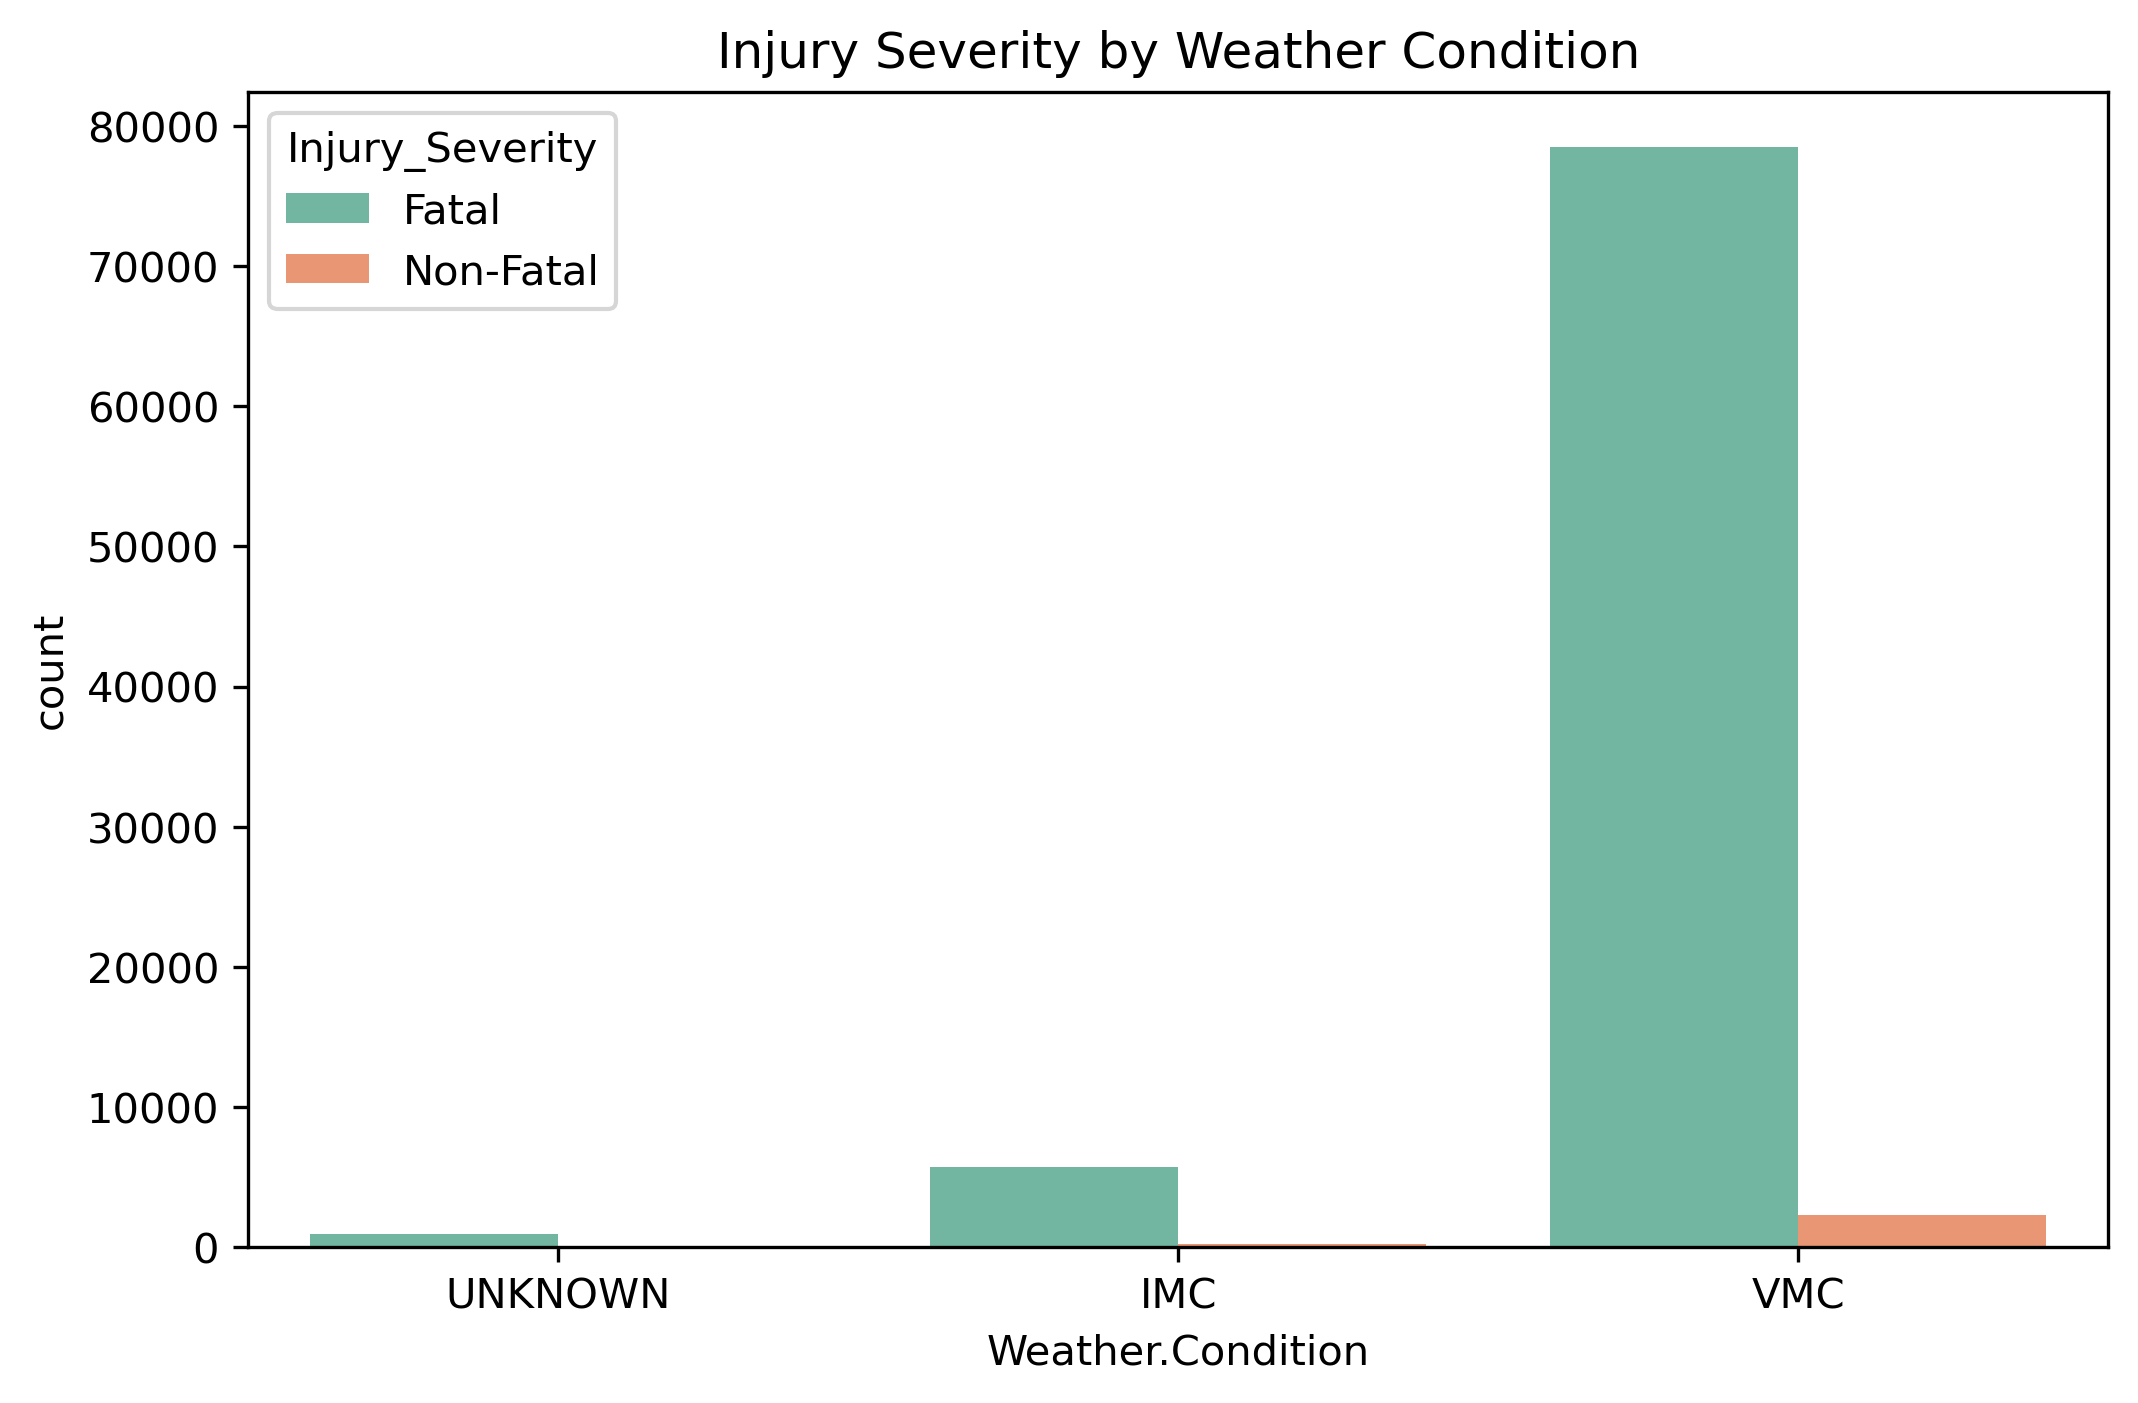 Injury Severity by Weather Condition
Injury_Severity
Fatal
Non-Fatal
80000
70000
60000
50000
40000
30000
20000
10000
0
count
UNKNOWN
IMC
VMC
Weather.Condition